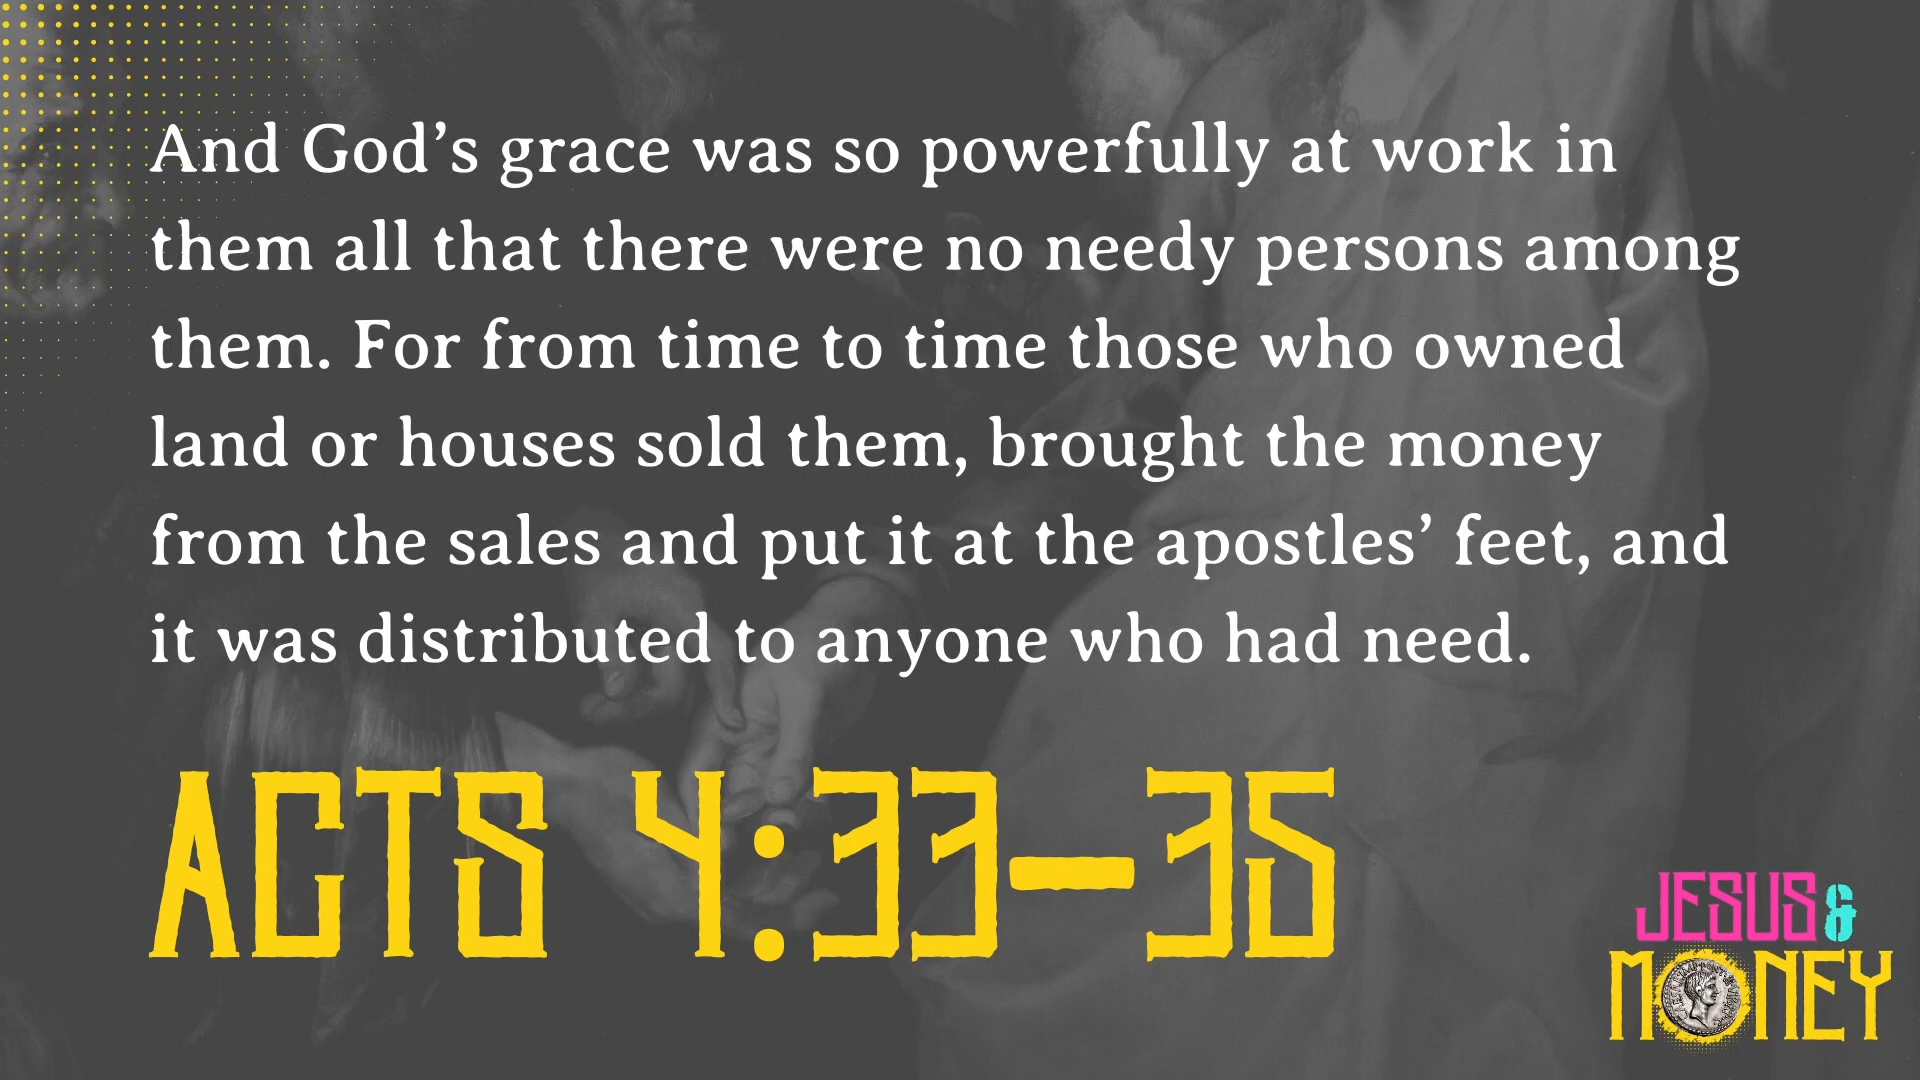 And God’s grace was so powerfully at work in
them all that there were no needy persons among
them. For from time to time those who owned
land or houses sold them, brought the money
from the sales and put it at the apostles’ feet, and
it was distributed to anyone who had need.
ACTS 4:33–35
JESUS &
MONEY